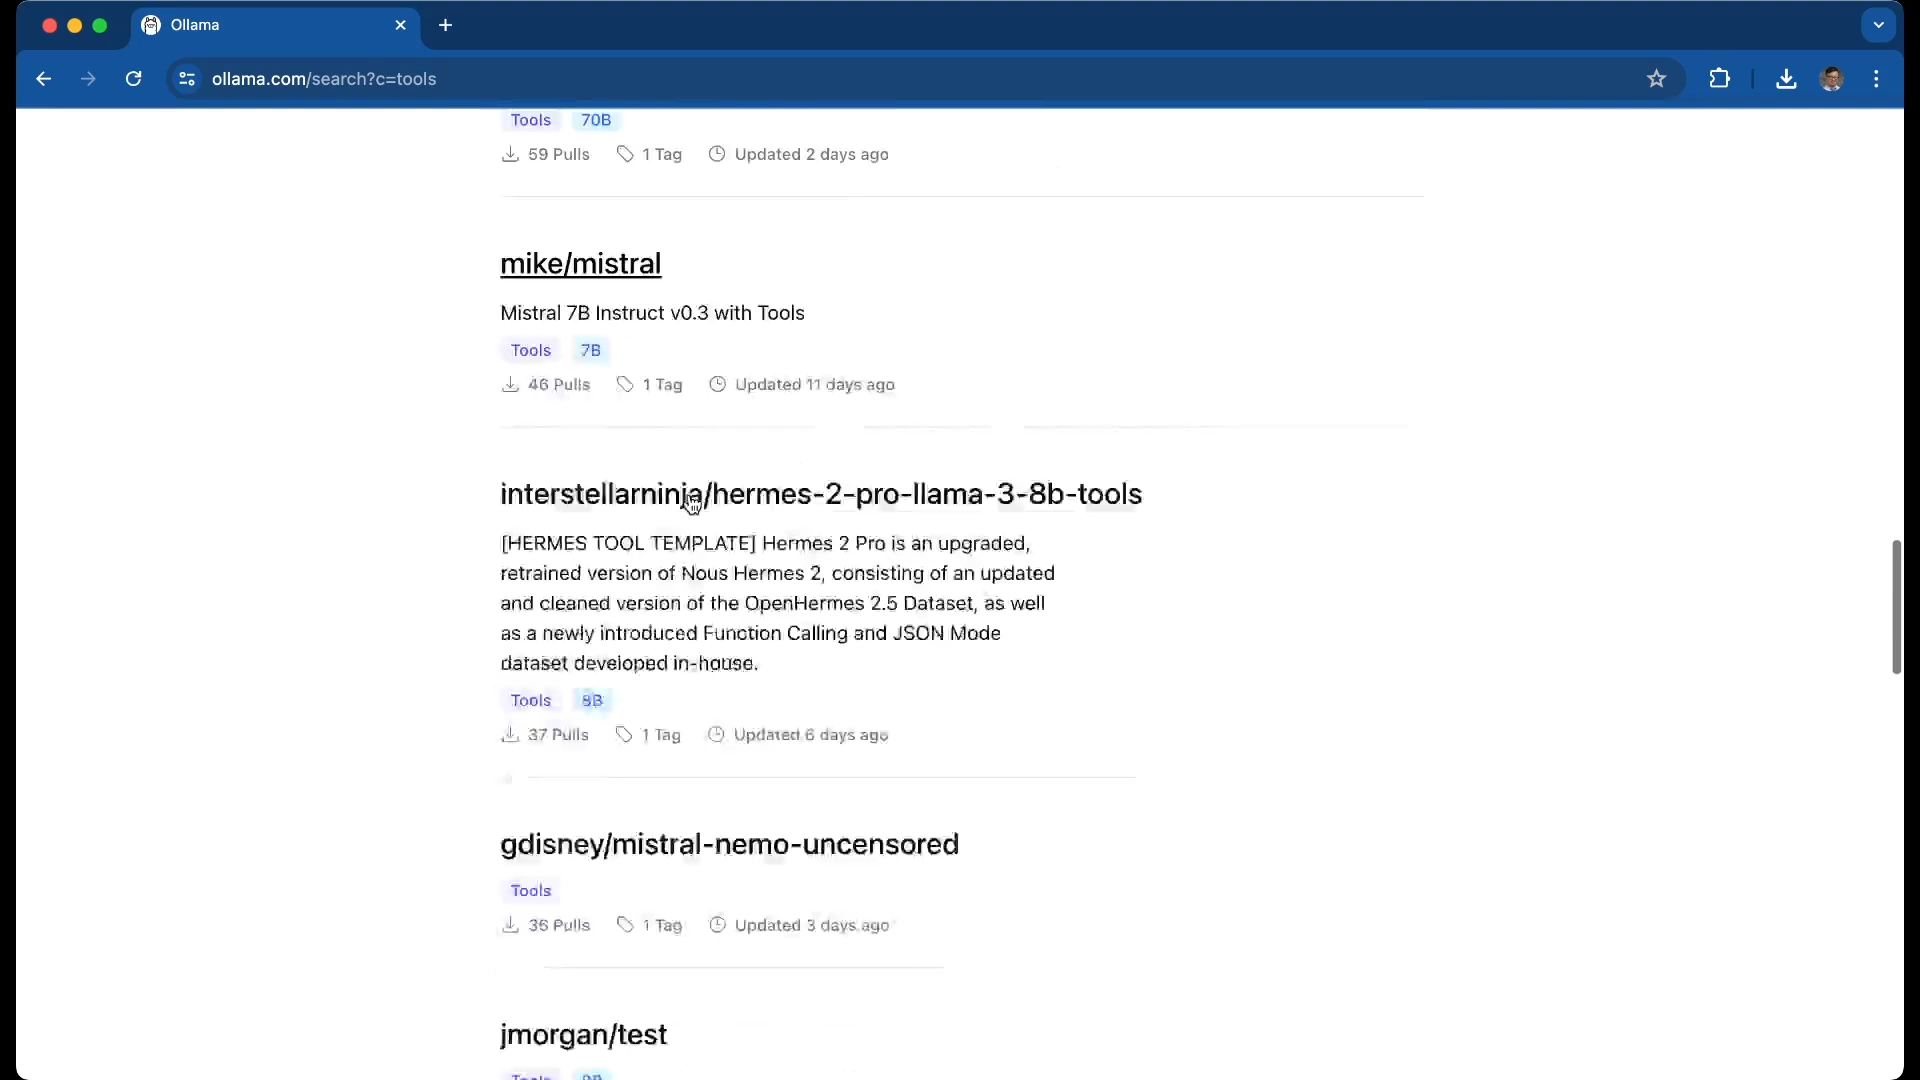 Ollama
ollama.com/search?c=tools
Tools 70B
59 Pulls 1 Tag Updated 2 days ago
mike/mistral
Mistral 7B Instruct v0.3 with Tools
Tools 7B
46 Pulls 1 Tag Updated 11 days ago
interstellarninja/hermes-2-pro-llama-3-8b-tools
[HERMES TOOL TEMPLATE] Hermes 2 Pro is an upgraded,
retrained version of Nous Hermes 2, consisting of an updated
and cleaned version of the OpenHermes 2.5 Dataset, as well
as a newly introduced Function Calling and JSON Mode
dataset developed in-house.
Tools 8B
37 Pulls 1 Tag Updated 6 days ago
gdisney/mistral-nemo-uncensored
Tools
36 Pulls 1 Tag Updated 3 days ago
jmorgan/test
Tools